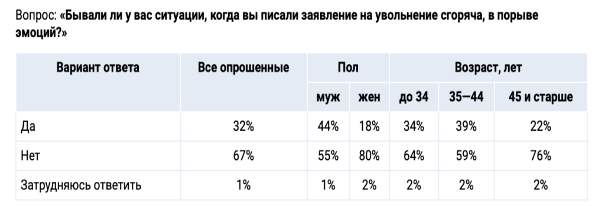 Вопрос: «Бывали ли у вас ситуации, когда вы писали заявление на увольнение сгоряча, в порыве
эмоций?»
Вариант ответа Все опрошенные Пол Возраст, лет
муж жен до 34 35—44 45 и старше
Да 32% 44% 18% 34% 39% 22%
Нет 67% 55% 80% 64% 59% 76%
Затрудняюсь ответить 1% 1% 2% 2% 2% 2%